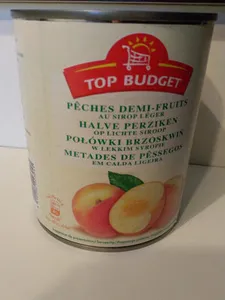 TOP BUDGET
PÊCHES DEMI-FRUITS
AU SIROP LÉGER
HALVE PERZIKEN
OP LICHTE SIROOP
POŁÓWKI BRZOSKWIŃ
W LEKKIM SYROPIE
METADES DE PÊSSEGOS
EM CALDA LIGEIRA